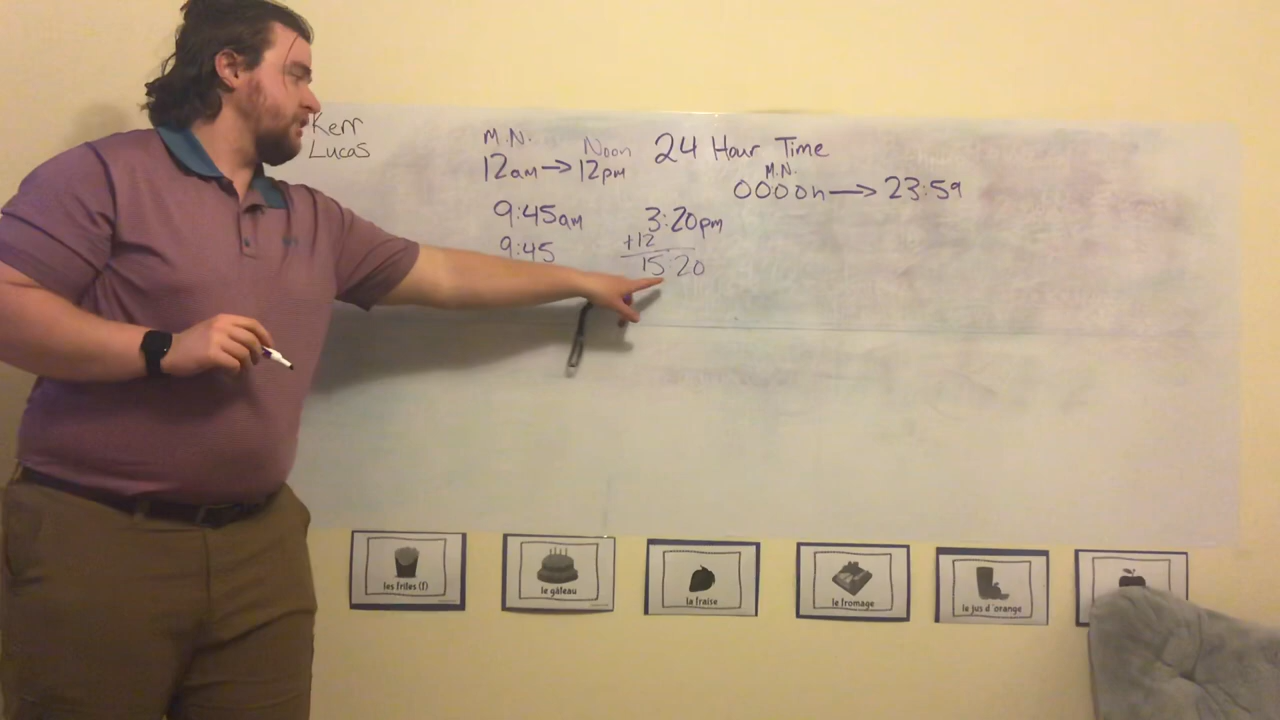 Kerr
Lucas
M.N. Noon
12am → 12pm
24 Hour Time
M.N.
0000h → 23:59
9:45am
9:45
3:20pm
+12
15:20
les frites (f)
le gâteau
la fraise
le fromage
le jus d'orange